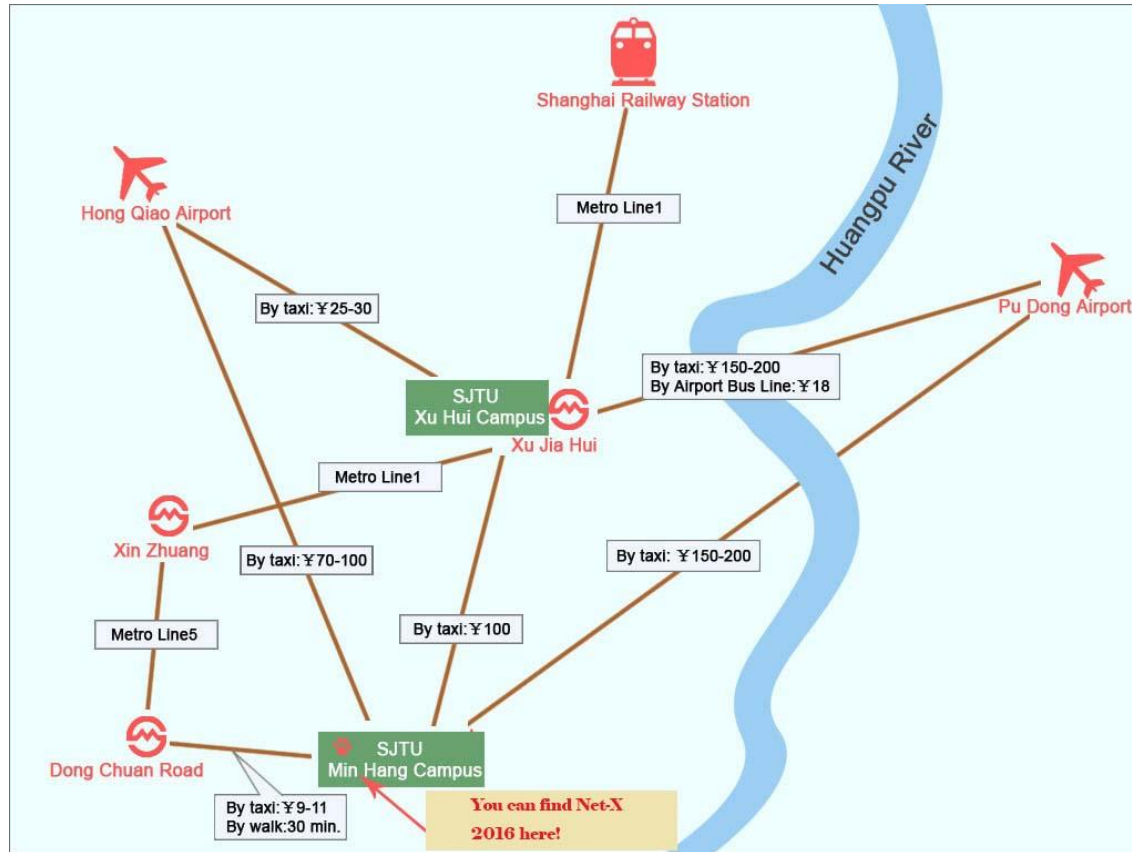 Shanghai Railway Station
Metro Line1
Hong Qiao Airport
Huangpu River
Pu Dong Airport
By taxi:¥25-30
By taxi:¥150-200
By Airport Bus Line:¥18
SJTU
Xu Hui Campus
Xu Jia Hui
Metro Line1
Xin Zhuang
By taxi:¥70-100
By taxi: ¥150-200
Metro Line5
By taxi:¥100
Dong Chuan Road
SJTU
Min Hang Campus
By taxi:¥9-11
By walk:30 min.
You can find Net-X
2016 here!